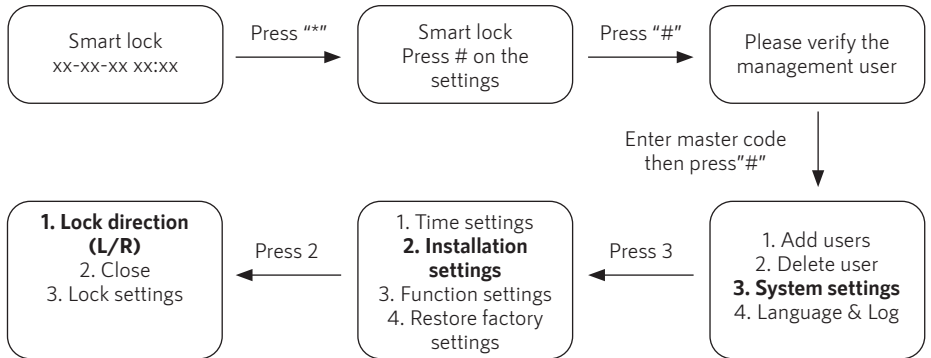 Smart lock
xx-xx-xx xx:xx
Press “*”
Smart lock
Press # on the
settings
Press “#”
Please verify the
management user
Enter master code
then press”#”
1. Add users
2. Delete user
3. System settings
4. Language & Log
Press 3
1. Time settings
2. Installation
settings
3. Function settings
4. Restore factory
settings
Press 2
1. Lock direction
(L/R)
2. Close
3. Lock settings